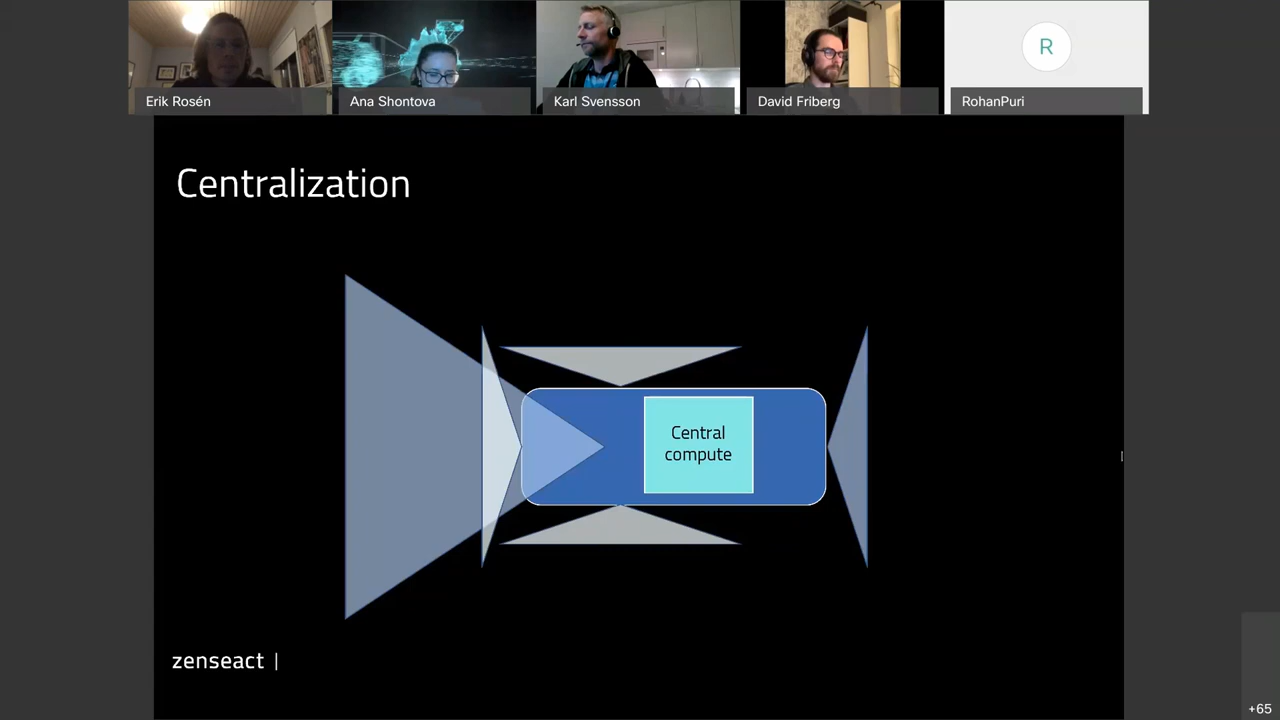 Erik Rosén
Ana Shontova
Karl Svensson
David Friberg
R
RohanPuri
Centralization
Central
compute
zenseact |
+65